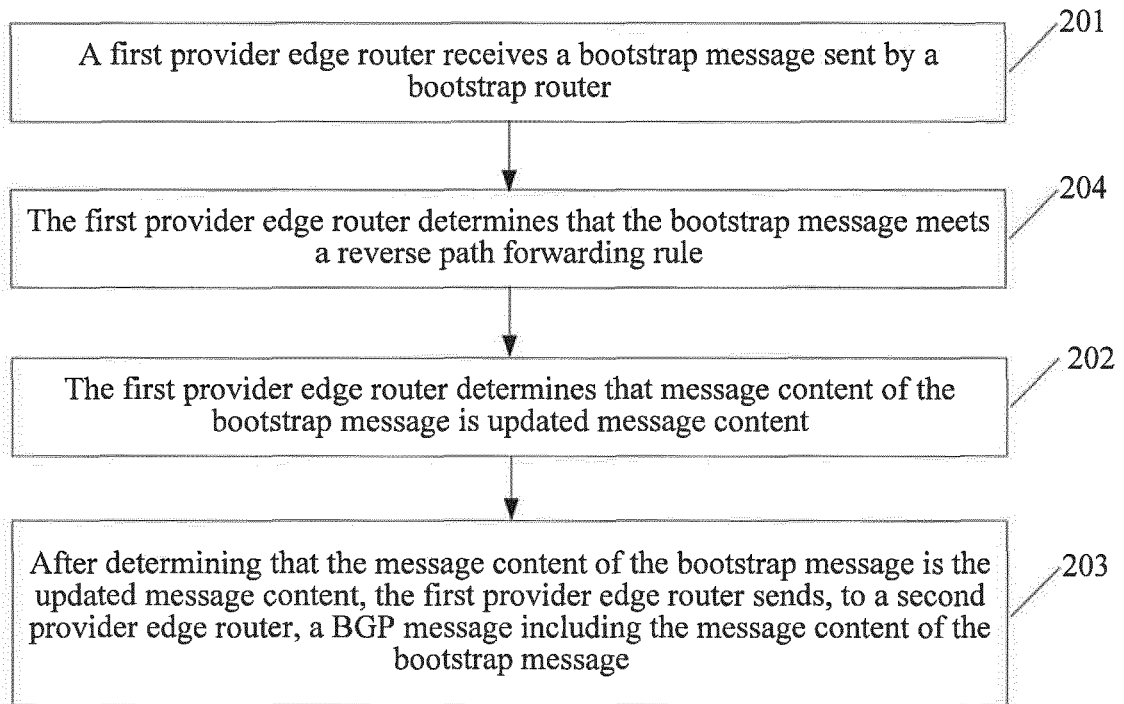 201
A first provider edge router receives a bootstrap message sent by a
bootstrap router
204
The first provider edge router determines that the bootstrap message meets
a reverse path forwarding rule
202
The first provider edge router determines that message content of the
bootstrap message is updated message content
203
After determining that the message content of the bootstrap message is the
updated message content, the first provider edge router sends, to a second
provider edge router, a BGP message including the message content of the
bootstrap message